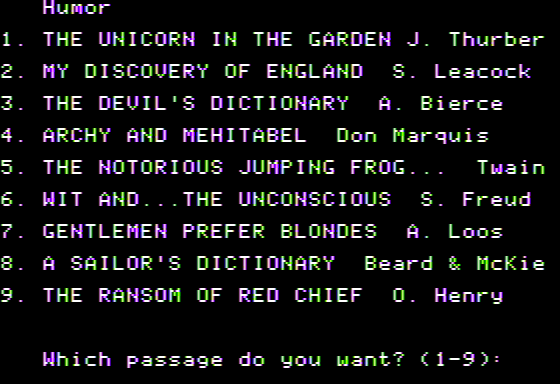 Humor
1. THE UNICORN IN THE GARDEN J. Thurber
2. MY DISCOVERY OF ENGLAND  S. Leacock
3. THE DEVIL'S DICTIONARY  A. Bierce
4. ARCHY AND MEHITABEL  Don Marquis
5. THE NOTORIOUS JUMPING FROG...  Twain
6. WIT AND...THE UNCONSCIOUS  S. Freud
7. GENTLEMEN PREFER BLONDES  A. Loos
8. A SAILOR'S DICTIONARY  Beard & McKie
9. THE RANSOM OF RED CHIEF  O. Henry
Which passage do you want? (1-9):